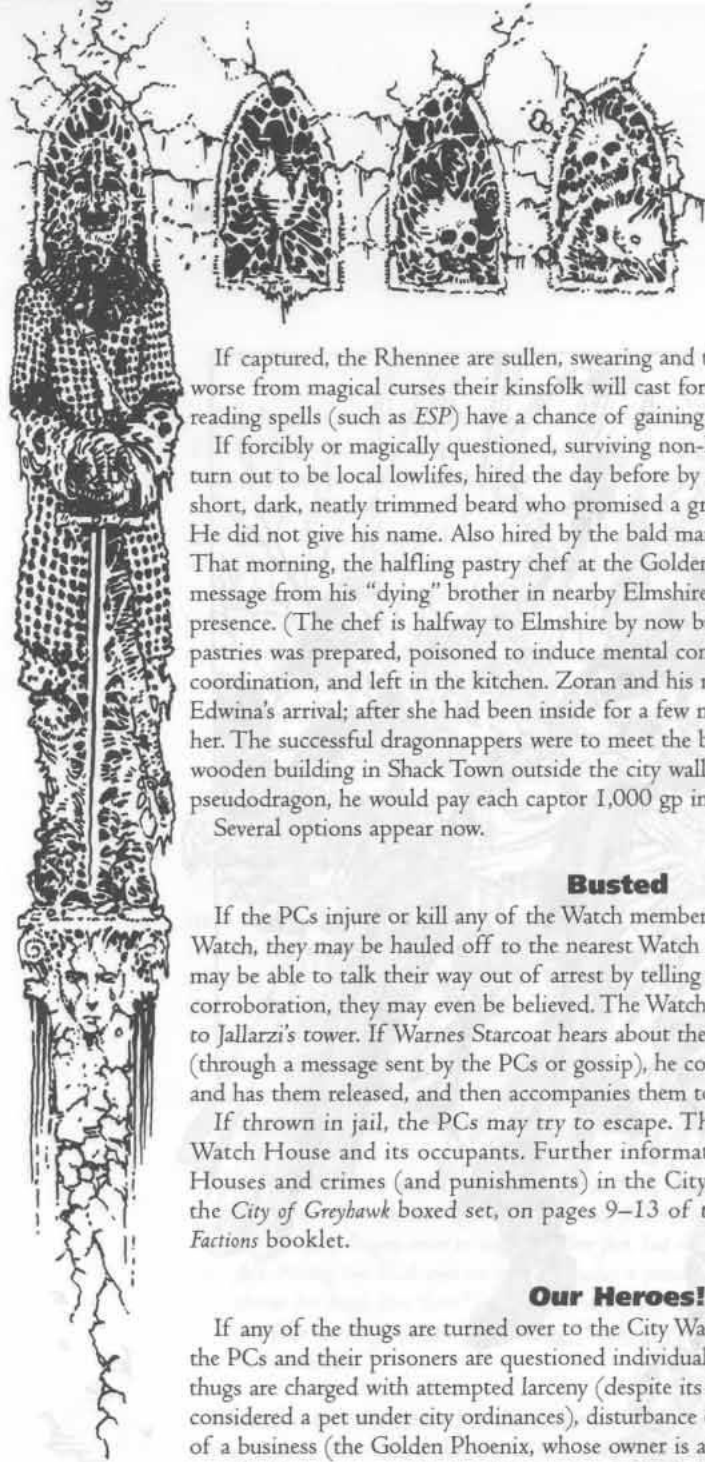 If captured, the Rhennee are sullen, swearing and
worse from magical curses their kinsfolk will cast for
reading spells (such as ESP) have a chance of gaining
If forcibly or magically questioned, surviving non-
turn out to be local lowlifes, hired the day before by
short, dark, neatly trimmed beard who promised a
He did not give his name. Also hired by the bald
That morning, the halfling pastry chef at the Golden
message from his “dying” brother in nearby Elmshire
presence. (The chef is halfway to Elmshire by now
pastries was prepared, poisoned to induce mental
coordination, and left in the kitchen. Zoran and his
Edwina’s arrival; after she had been inside for a few
her. The successful dragonnappers were to meet the
wooden building in Shack Town outside the city
pseudodragon, he would pay each captor 1,000 gp
Several options appear now.
Busted
If the PCs injure or kill any of the Watch
Watch, they may be hauled off to the nearest Watch
may be able to talk their way out of arrest by telling
corroboration, they may even be believed. The Watch
to Jallarzi’s tower. If Warnes Starcoat hears about the
(through a message sent by the PCs or gossip), he
and has them released, and then accompanies them
If thrown in jail, the PCs may try to escape.
Watch House and its occupants. Further
Houses and crimes (and punishments) in the City
the City of Greyhawk boxed set, on pages 9–13 of
Factions booklet.
Our Heroes!
If any of the thugs are turned over to the City
the PCs and their prisoners are questioned
thugs are charged with attempted larceny (despite its
considered a pet under city ordinances), disturbance
of a business (the Golden Phoenix, whose owner is